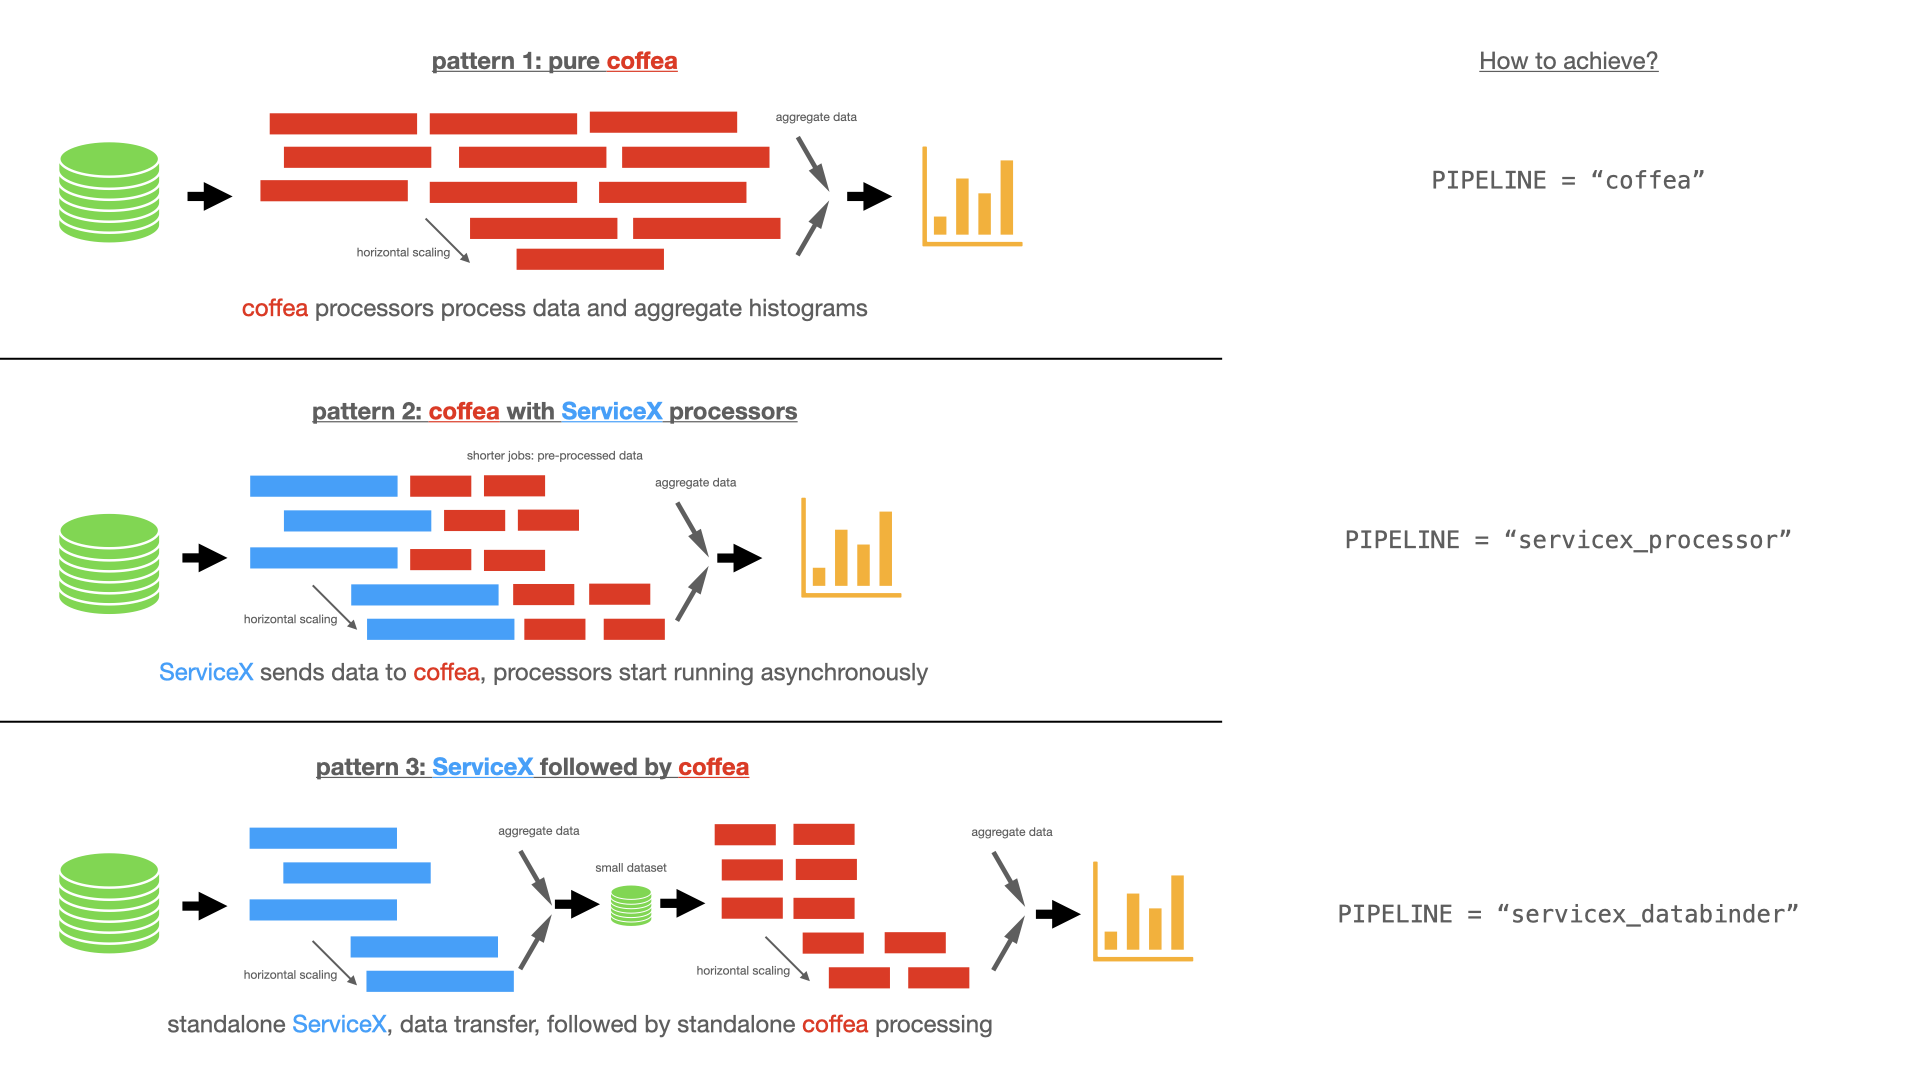 pattern 1: pure coffea
How to achieve?
aggregate data
horizontal scaling
PIPELINE = “coffea”
coffea processors process data and aggregate histograms
pattern 2: coffea with ServiceX processors
shorter jobs: pre-processed data
aggregate data
horizontal scaling
PIPELINE = “servicex_processor”
ServiceX sends data to coffea, processors start running asynchronously
pattern 3: ServiceX followed by coffea
aggregate data
small dataset
aggregate data
horizontal scaling
horizontal scaling
PIPELINE = “servicex_databinder”
standalone ServiceX, data transfer, followed by standalone coffea processing